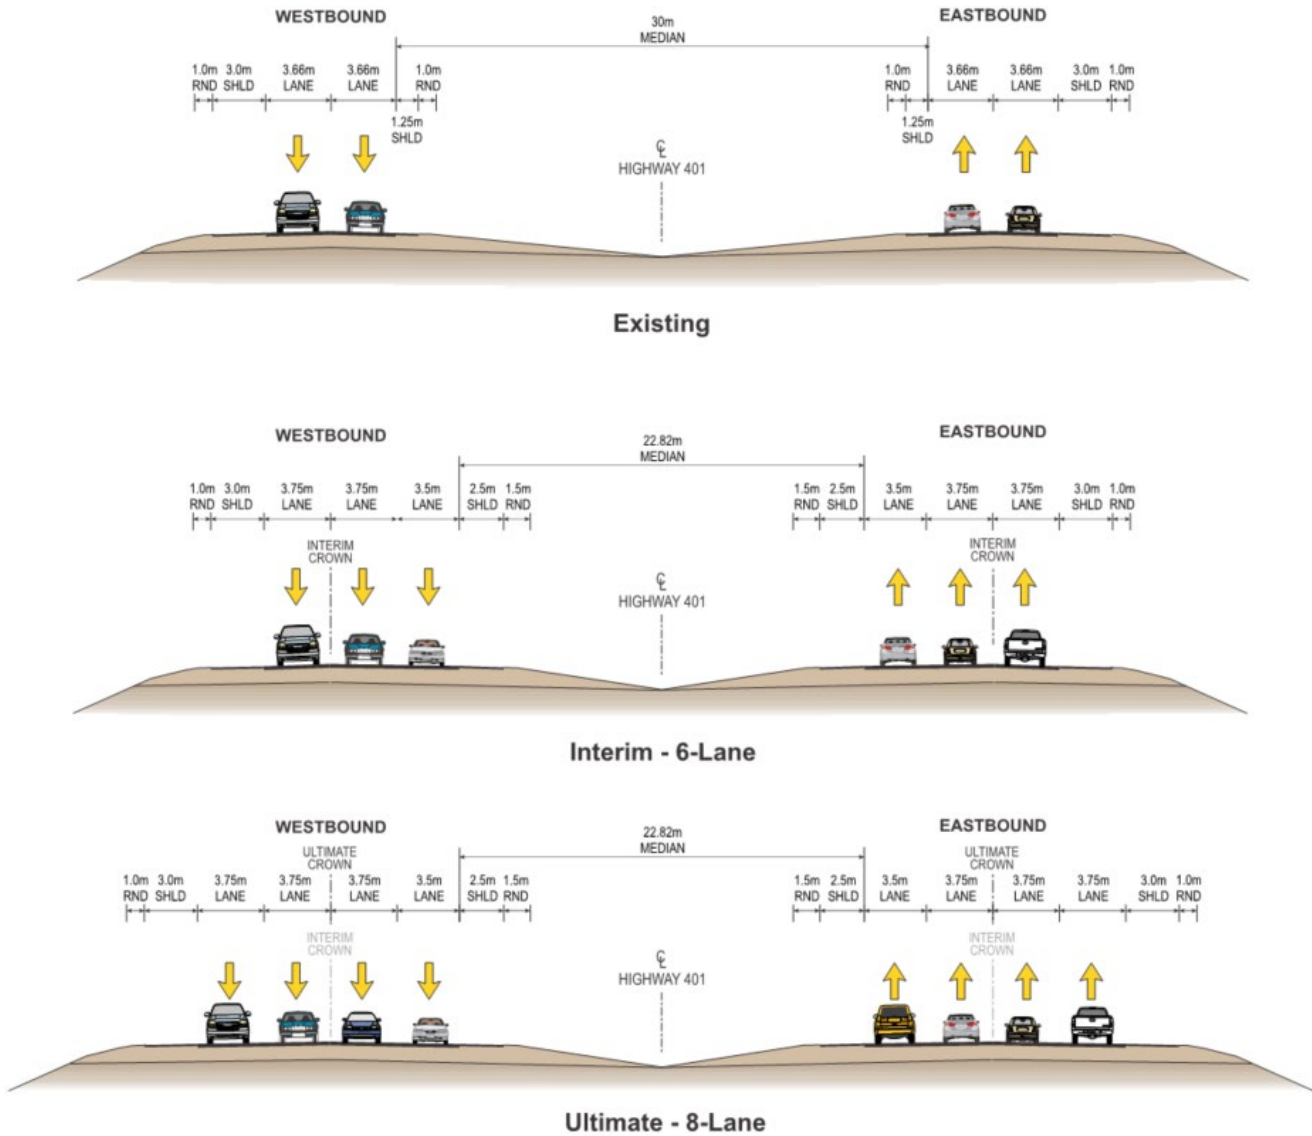 WESTBOUND
EASTBOUND
30m
MEDIAN
1.0m 3.0m 3.66m 3.66m 1.0m
RND SHLD LANE LANE RND
1.0m 3.66m 3.66m 3.0m 1.0m
RND LANE LANE SHLD RND
1.25m
SHLD
1.25m
SHLD
℄
HIGHWAY 401
Existing
WESTBOUND
EASTBOUND
22.82m
MEDIAN
1.0m 3.0m 3.75m 3.75m 3.5m 2.5m 1.5m
RND SHLD LANE LANE LANE SHLD RND
1.5m 2.5m 3.5m 3.75m 3.75m 3.0m 1.0m
RND SHLD LANE LANE LANE SHLD RND
INTERIM
CROWN
INTERIM
CROWN
℄
HIGHWAY 401
Interim - 6-Lane
WESTBOUND
EASTBOUND
22.82m
MEDIAN
ULTIMATE
CROWN
ULTIMATE
CROWN
1.0m 3.0m 3.75m 3.75m 3.75m 3.5m 2.5m 1.5m
RND SHLD LANE LANE LANE LANE SHLD RND
1.5m 2.5m 3.5m 3.75m 3.75m 3.75m 3.0m 1.0m
RND SHLD LANE LANE LANE LANE SHLD RND
INTERIM
CROWN
INTERIM
CROWN
℄
HIGHWAY 401
Ultimate - 8-Lane